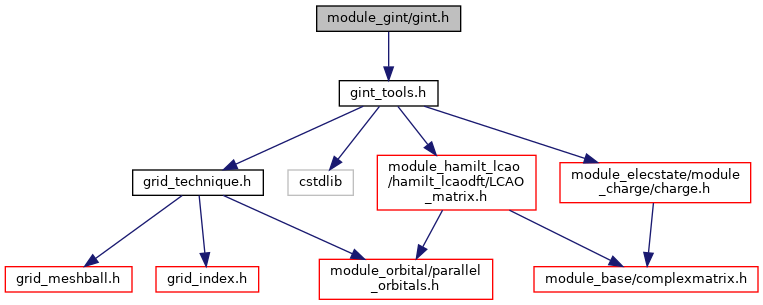 module_gint/gint.h
gint_tools.h
grid_technique.h
cstdlib
module_hamilt_lcao
/hamilt_lcaodft/LCAO
_matrix.h
module_elecstate/module
_charge/charge.h
grid_meshball.h
grid_index.h
module_orbital/parallel
_orbitals.h
module_base/complexmatrix.h